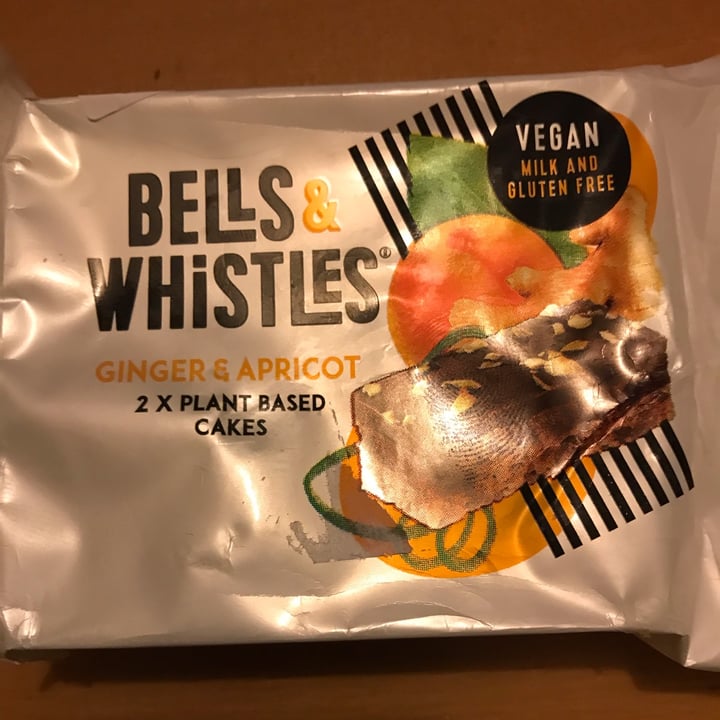 BELLS &
WHiSTLES®
GINGER & APRICOT
2 X PLANT BASED
CAKES
VEGAN
MILK AND
GLUTEN FREE